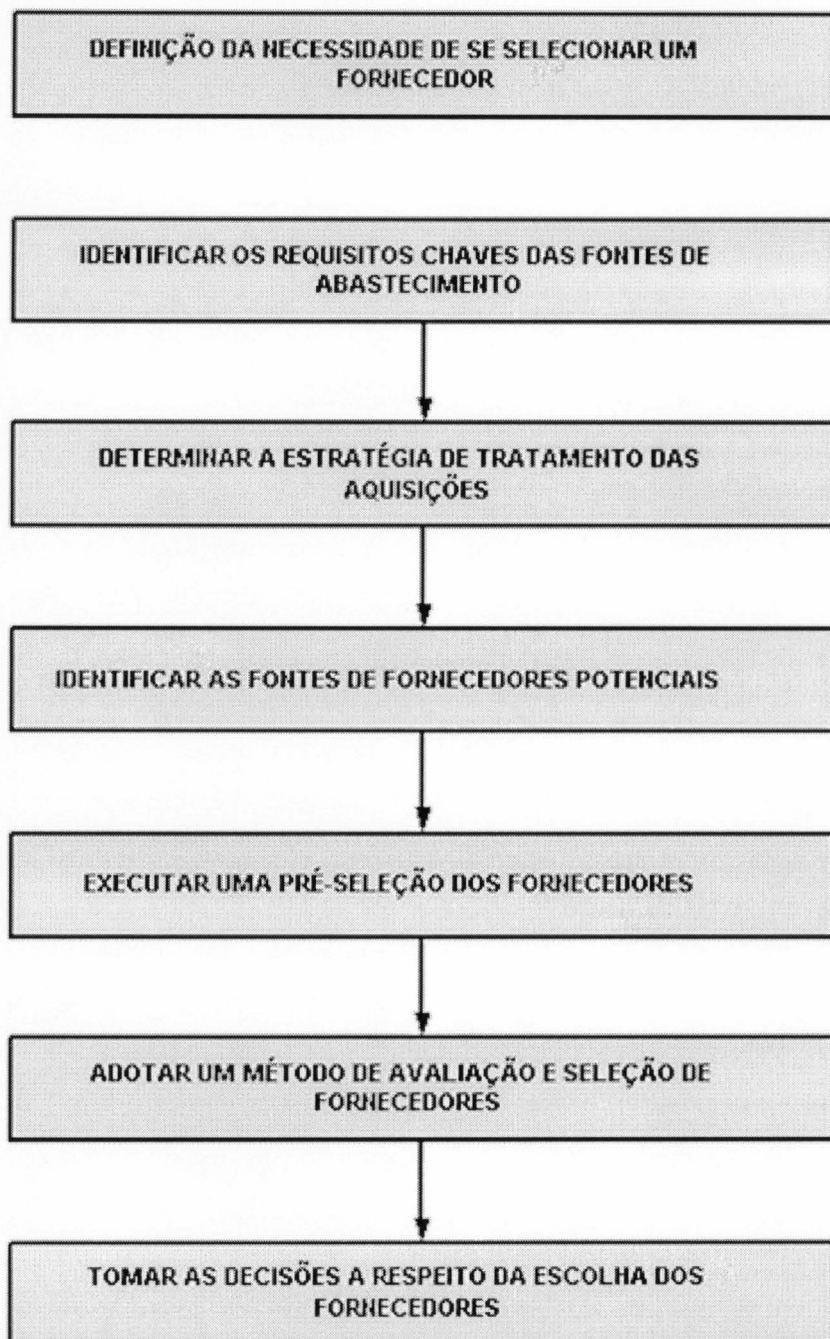 DEFINIÇÃO DA NECESSIDADE DE SE SELECIONAR UM
FORNECEDOR
IDENTIFICAR OS REQUISITOS CHAVES DAS FONTES DE
ABASTECIMENTO
DETERMINAR A ESTRATÉGIA DE TRATAMENTO DAS
AQUISIÇÕES
IDENTIFICAR AS FONTES DE FORNECEDORES POTENCIAIS
EXECUTAR UMA PRÉ-SELEÇÃO DOS FORNECEDORES
ADOTAR UM MÉTODO DE AVALIAÇÃO E SELEÇÃO DE
FORNECEDORES
TOMAR AS DECISÕES A RESPEITO DA ESCOLHA DOS
FORNECEDORES